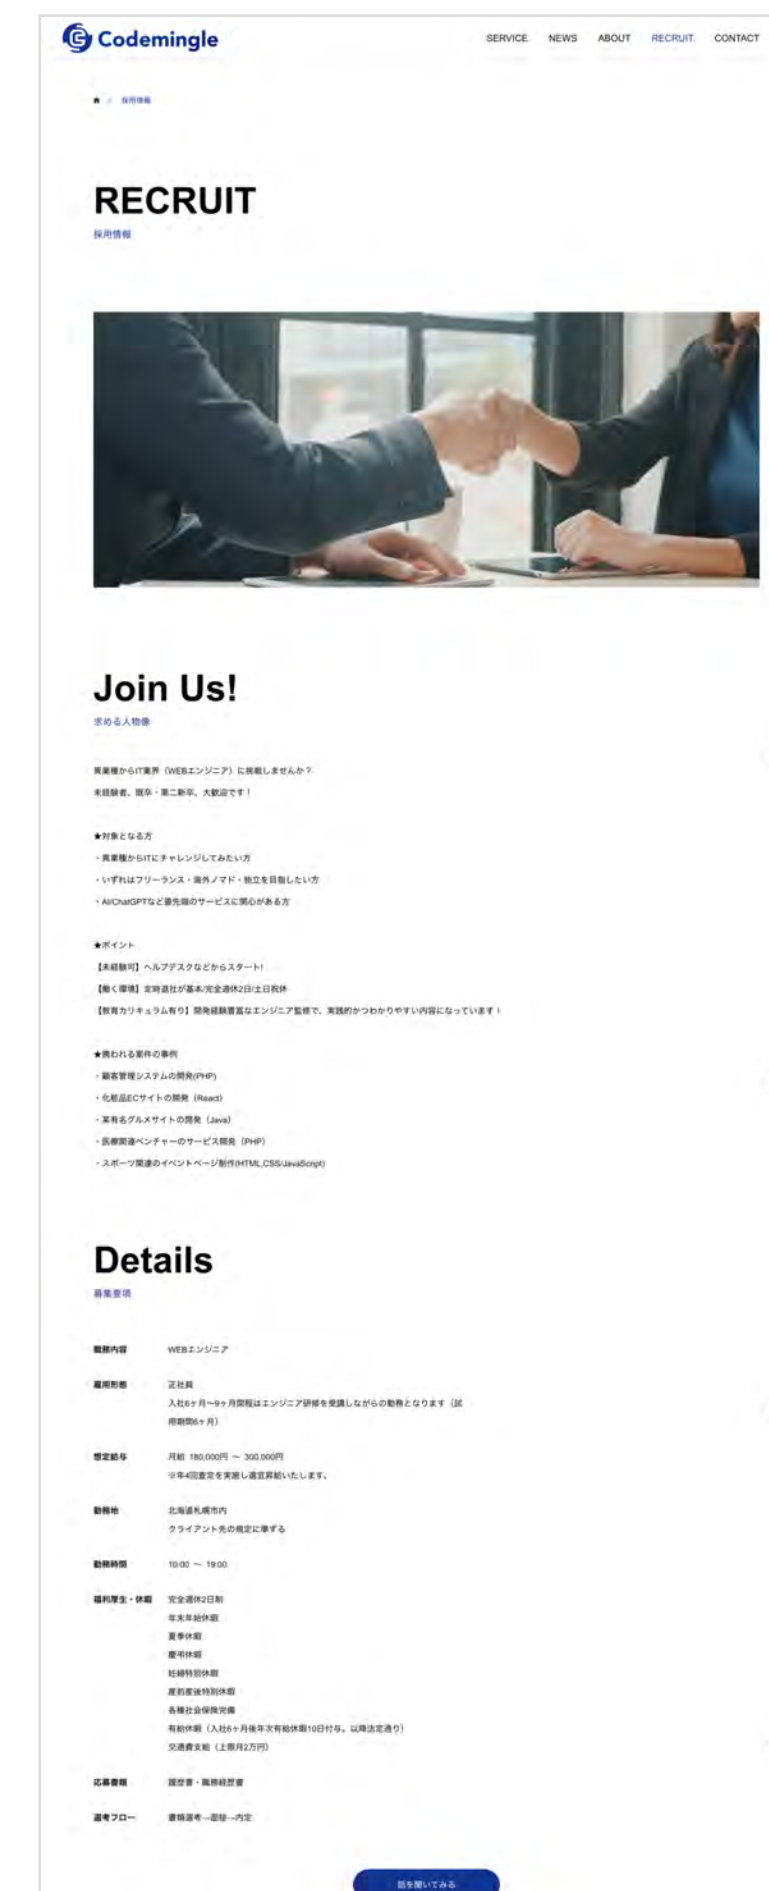 Codemingle
SERVICE. NEWS ABOUT RECRUIT. CONTACT
採用情報
RECRUIT
採用情報
Join Us!
求める人物像
異業種からIT業界（WEBエンジニア）に挑戦しませんか？
未経験者、既卒・第二新卒、大歓迎です！
★対象となる方
・異業種からITにチャレンジしてみたい方
・いずれはフリーランス・海外ノマド・独立を目指したい方
・AI/ChatGPTなど最先端のサービスに関心がある方
★ポイント
【未経験可】ヘルプデスクなどからスタート!
【働く環境】定時退社が基本/完全週休2日/土日祝休
【教育カリキュラム有り】開発経験豊富なエンジニア監修で、実践的かつわかりやすい内容になっています！
★携われる案件の事例
・顧客管理システムの開発(PHP)
・化粧品ECサイトの開発（React）
・某有名グルメサイトの開発（Java）
・医療関連ベンチャーのサービス開発（PHP）
・スポーツ関連のイベントページ制作(HTML,CSS/JavaScript)
Details
募集要項
職務内容 WEBエンジニア
雇用形態 正社員
入社6ヶ月〜9ヶ月間程はエンジニア研修を受講しながらの勤務となります（試
用期間6ヶ月）
想定給与 月給 180,000円 〜 300,000円
※年4回査定を実施し適宜昇給いたします。
勤務地 北海道札幌市内
クライアント先の規定に準ずる
勤務時間 10:00 〜 19:00
福利厚生・休暇 完全週休2日制
年末年始休暇
夏季休暇
慶弔休暇
妊婦特別休暇
産前産後特別休暇
各種社会保険完備
有給休暇（入社6ヶ月後年次有給休暇10日付与。以降法定通り）
交通費支給（上限月2万円）
応募書類 履歴書・職務経歴書
選考フロー 書類選考→面接→内定
話を聞いてみる